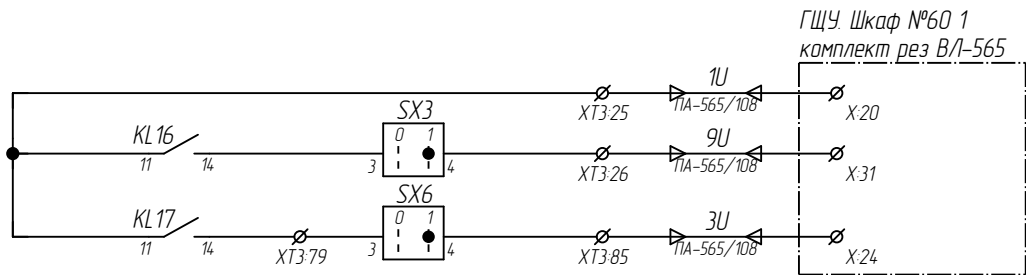 ГЩУ. Шкаф №60 1
комплект рез ВЛ-565
1U
ХТ3:25
ПА-565/108
X:20
KL16
11
14
SX3
0 1
3
4
ХТ3:26
9U
ПА-565/108
X:31
KL17
11
14
ХТ3:79
SX6
0 1
3
4
ХТ3:85
3U
ПА-565/108
X:24